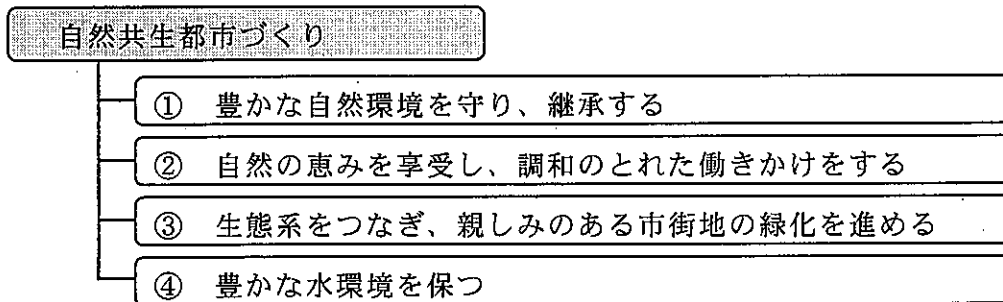 自然共生都市づくり
① 豊かな自然環境を守り、継承する
② 自然の恵みを享受し、調和のとれた働きかけをする
③ 生態系をつなぎ、親しみのある市街地の緑化を進める
④ 豊かな水環境を保つ